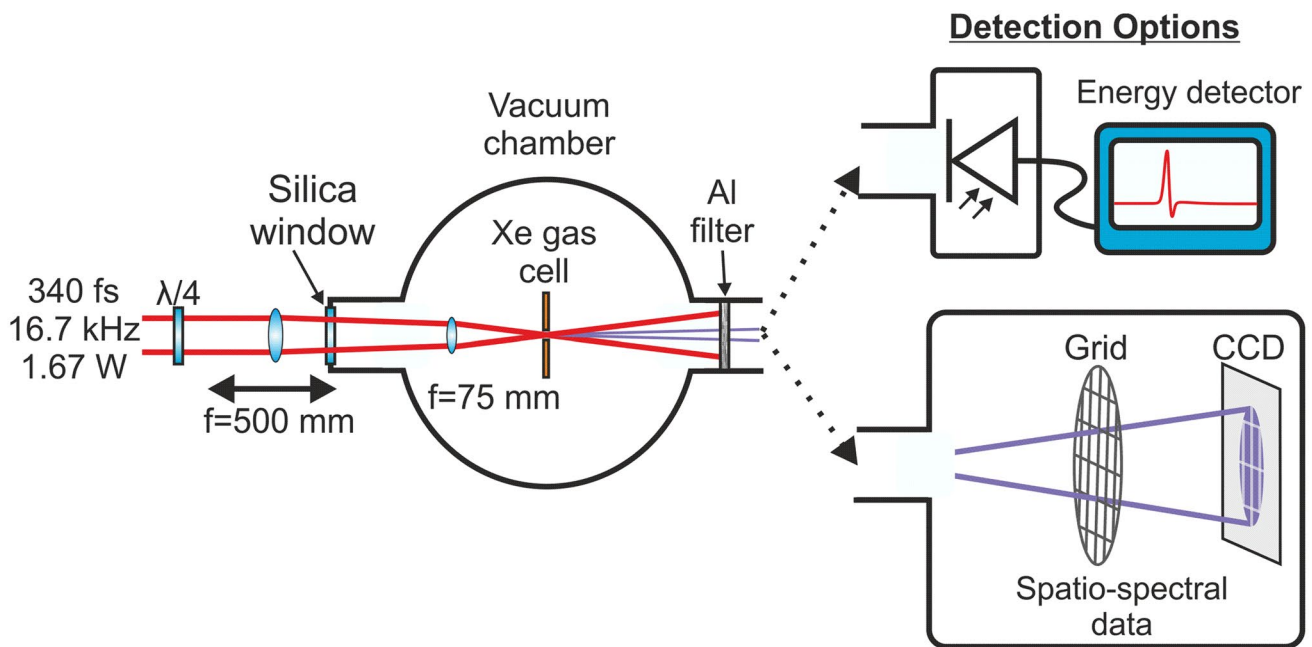 Detection Options
Energy detector
Vacuum
chamber
Silica
window
Al
filter
Xe gas
cell
340 fs
16.7 kHz
1.67 W
λ/4
f=500 mm
f=75 mm
Grid
CCD
Spatio-spectral
data